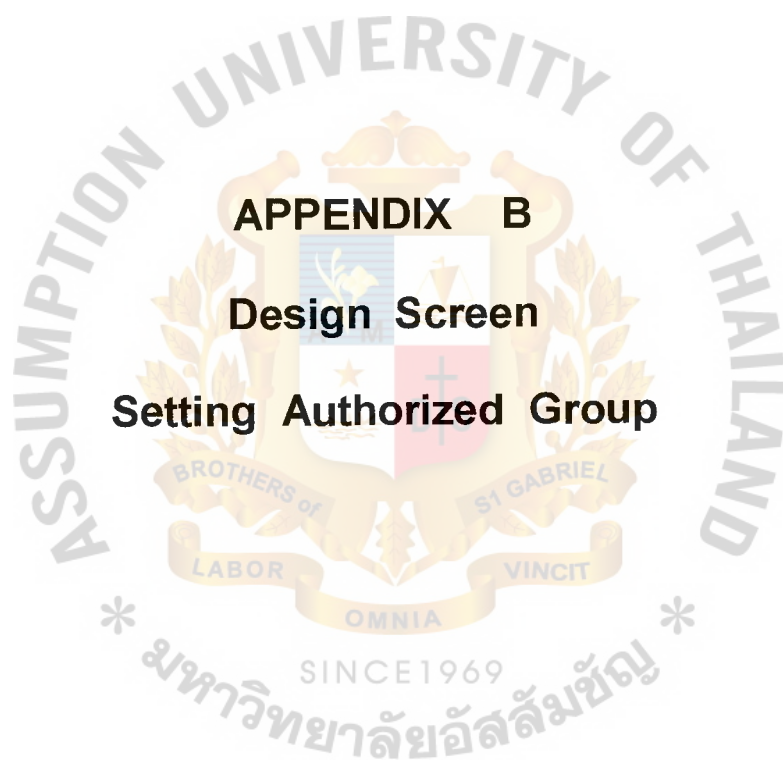 ASSUMPTION UNIVERSITY OF THAILAND
APPENDIX B
Design Screen
Setting Authorized Group
BROTHERS of
ST GABRIEL
LABOR
OMNIA
VINCIT
SINCE1969
* มหาวิทยาลัยอัสสัมชัญ *